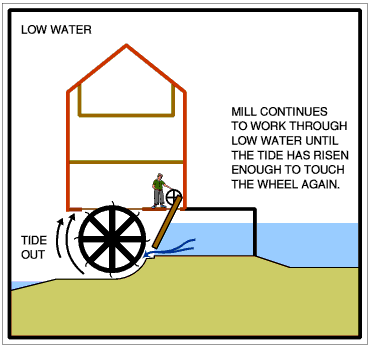 LOW WATER
MILL CONTINUES
TO WORK THROUGH
LOW WATER UNTIL
THE TIDE HAS RISEN
ENOUGH TO TOUCH
THE WHEEL AGAIN.
TIDE
OUT